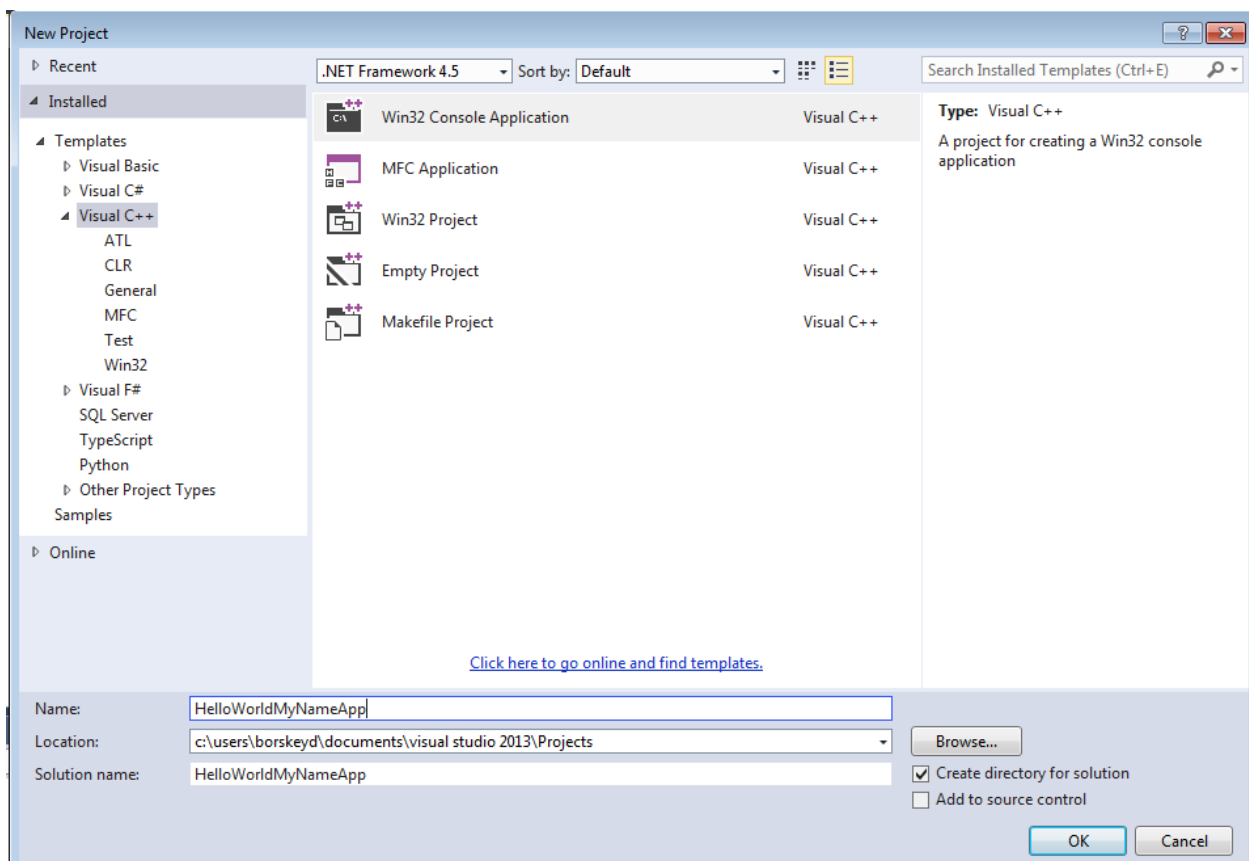 New Project
Recent
Installed
Templates
Visual Basic
Visual C#
Visual C++
ATL
CLR
General
MFC
Test
Win32
Visual F#
SQL Server
TypeScript
Python
Other Project Types
Samples
Online
.NET Framework 4.5 Sort by: Default
Win32 Console Application Visual C++
MFC Application Visual C++
Win32 Project Visual C++
Empty Project Visual C++
Makefile Project Visual C++
Click here to go online and find templates.
Search Installed Templates (Ctrl+E)
Type: Visual C++
A project for creating a Win32 console
application
Name: HelloWorldMyNameApp
Location: c:\users\borskeyd\documents\visual studio 2013\Projects
Browse...
Solution name: HelloWorldMyNameApp
Create directory for solution
Add to source control
OK Cancel